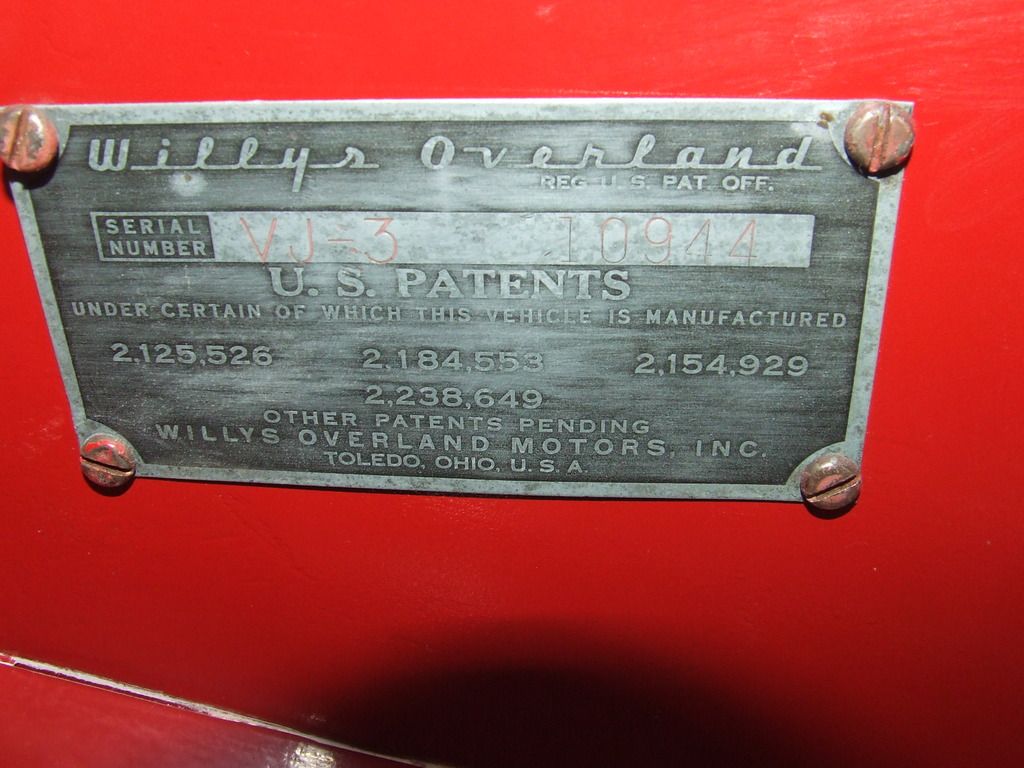 Willys Overland
REG. U. S. PAT. OFF.
SERIAL NUMBER VJ-3 10944
U. S. PATENTS
UNDER CERTAIN OF WHICH THIS VEHICLE IS MANUFACTURED
2,125,526 2,184,553 2,154,929
2,238,649
OTHER PATENTS PENDING
WILLYS OVERLAND MOTORS, INC.
TOLEDO, OHIO, U.S.A.